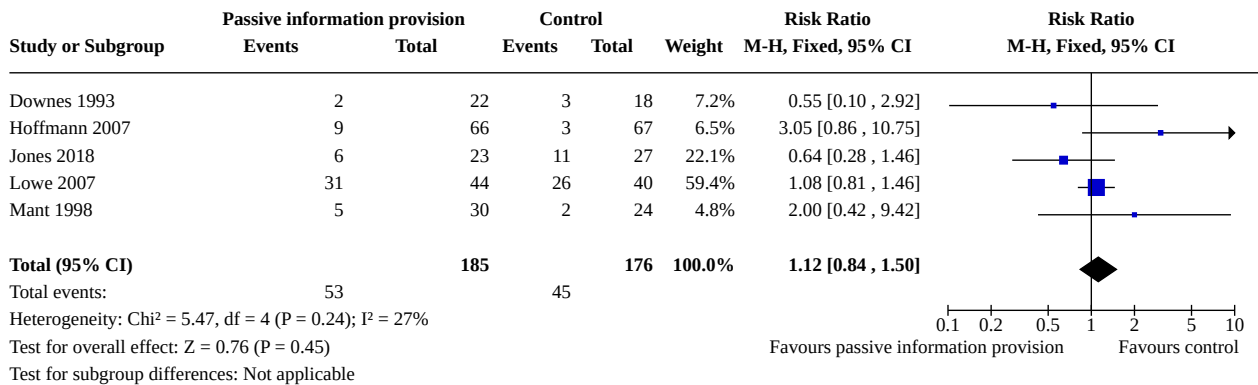 Passive information provision Control Risk Ratio Risk Ratio
Study or Subgroup Events Total Events Total Weight M-H, Fixed, 95% CI M-H, Fixed, 95% CI
Downes 1993 2 22 3 18 7.2% 0.55 [0.10 , 2.92]
Hoffmann 2007 9 66 3 67 6.5% 3.05 [0.86 , 10.75]
Jones 2018 6 23 11 27 22.1% 0.64 [0.28 , 1.46]
Lowe 2007 31 44 26 40 59.4% 1.08 [0.81 , 1.46]
Mant 1998 5 30 2 24 4.8% 2.00 [0.42 , 9.42]
Total (95% CI) 185 176 100.0% 1.12 [0.84 , 1.50]
Total events: 53 45
Heterogeneity: Chi² = 5.47, df = 4 (P = 0.24); I² = 27%
0.1 0.2 0.5 1 2 5 10
Test for overall effect: Z = 0.76 (P = 0.45) Favours passive information provision Favours control
Test for subgroup differences: Not applicable